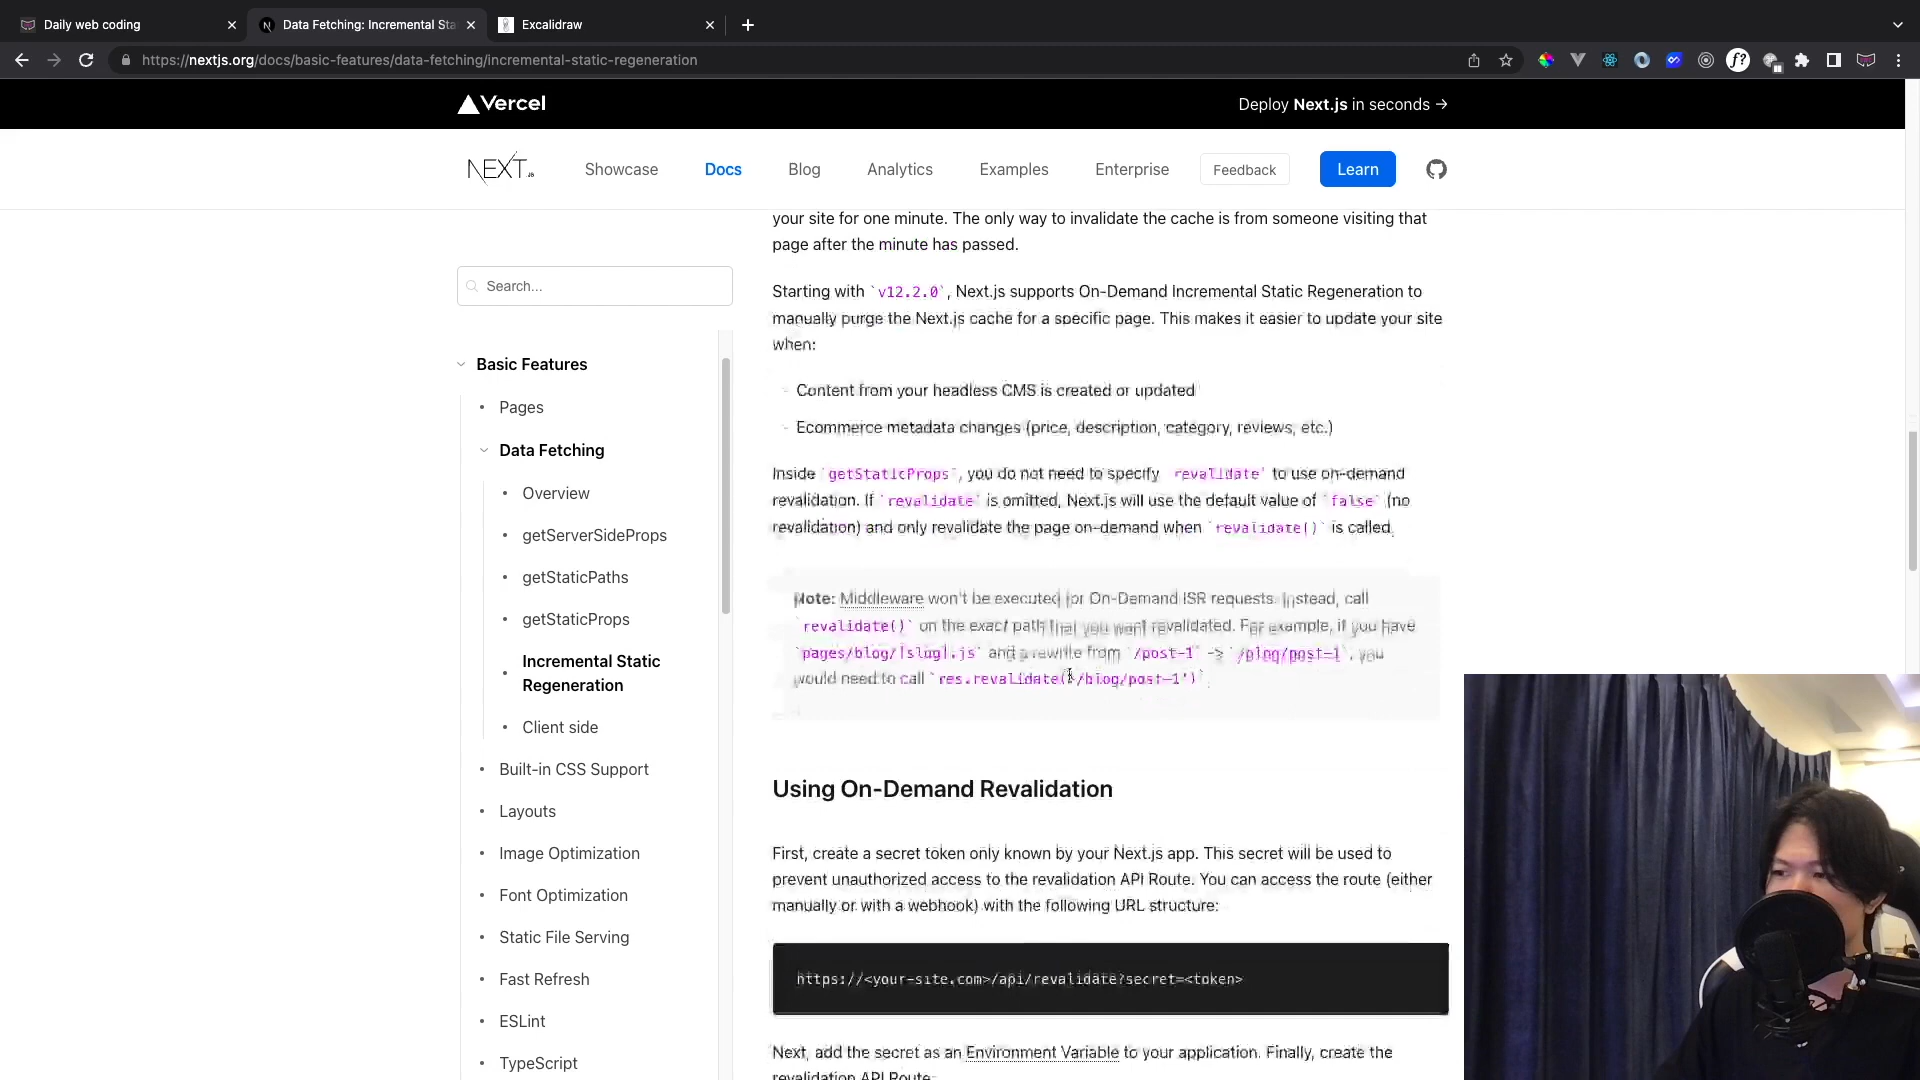 Daily web coding
Data Fetching: Incremental Sta
Excalidraw
https://nextjs.org/docs/basic-features/data-fetching/incremental-static-regeneration
Vercel
Deploy Next.js in seconds →
NEXT.JS
Showcase
Docs
Blog
Analytics
Examples
Enterprise
Feedback
Learn
Search...
Basic Features
Pages
Data Fetching
Overview
getServerSideProps
getStaticPaths
getStaticProps
Incremental Static
Regeneration
Client side
Built-in CSS Support
Layouts
Image Optimization
Font Optimization
Static File Serving
Fast Refresh
ESLint
TypeScript
your site for one minute. The only way to invalidate the cache is from someone visiting that
page after the minute has passed.
Starting with `v12.2.0`, Next.js supports On-Demand Incremental Static Regeneration to
manually purge the Next.js cache for a specific page. This makes it easier to update your site
when:
- Content from your headless CMS is created or updated
- Ecommerce metadata changes (price, description, category, reviews, etc.)
Inside `getStaticProps`, you do not need to specify `revalidate` to use on-demand
revalidation. If `revalidate` is omitted, Next.js will use the default value of `false` (no
revalidation) and only revalidate the page on-demand when `revalidate()` is called.
Note: Middleware won't be executed for On-Demand ISR requests. Instead, call
`revalidate()` on the exact path that you want revalidated. For example, if you have
`pages/blog/[slug].js` and a rewrite from `/post-1` -> `/blog/post-1`, you
would need to call `res.revalidate('/blog/post-1')`.
Using On-Demand Revalidation
First, create a secret token only known by your Next.js app. This secret will be used to
prevent unauthorized access to the revalidation API Route. You can access the route (either
manually or with a webhook) with the following URL structure:
https://<your-site.com>/api/revalidate?secret=<token>
Next, add the secret as an Environment Variable to your application. Finally, create the
revalidation API Route: